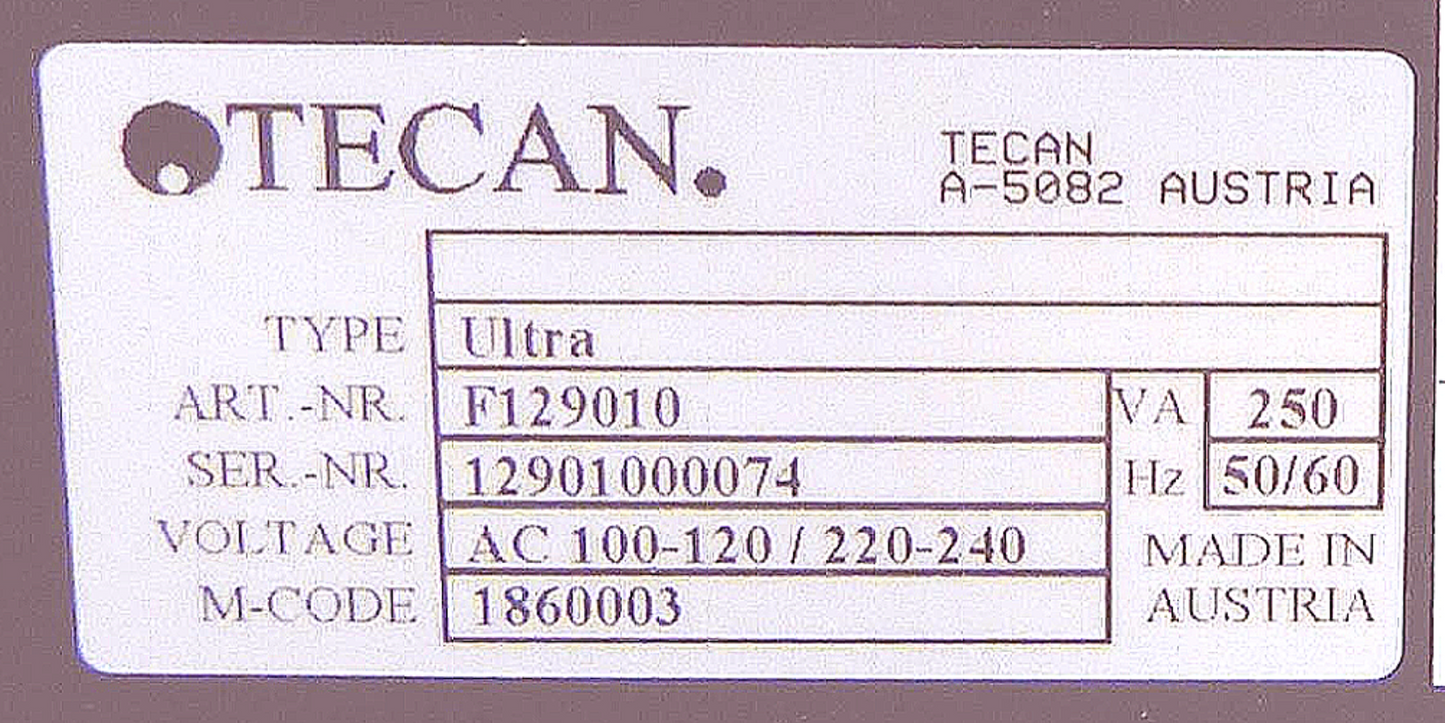 TECAN.
TECAN
A-5082 AUSTRIA
TYPE Ultra
ART.-NR. F129010 VA 250
SER.-NR. 12901000074 Hz 50/60
VOLTAGE AC 100-120 / 220-240 MADE IN
M-CODE 1860003 AUSTRIA